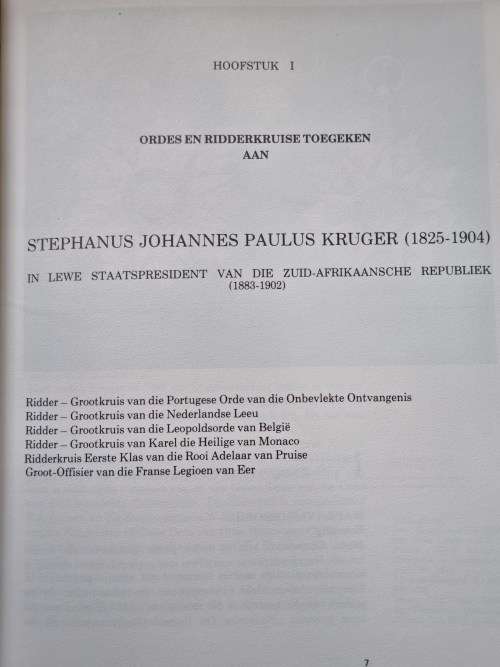 HOOFSTUK I
ORDES EN RIDDERKRUISE TOEGEKEN
AAN
STEPHANUS JOHANNES PAULUS KRUGER (1825-1904)
IN LEWE STAATSPRESIDENT VAN DIE ZUID-AFRIKAANSCHE REPUBLIEK
(1883-1902)
Ridder – Grootkruis van die Portugese Orde van die Onbevlekte Ontvangenis
Ridder – Grootkruis van die Nederlandse Leeu
Ridder – Grootkruis van die Leopoldsorde van België
Ridder – Grootkruis van Karel die Heilige van Monaco
Ridderkruis Eerste Klas van die Rooi Adelaar van Pruise
Groot-Offisier van die Franse Legioen van Eer
7